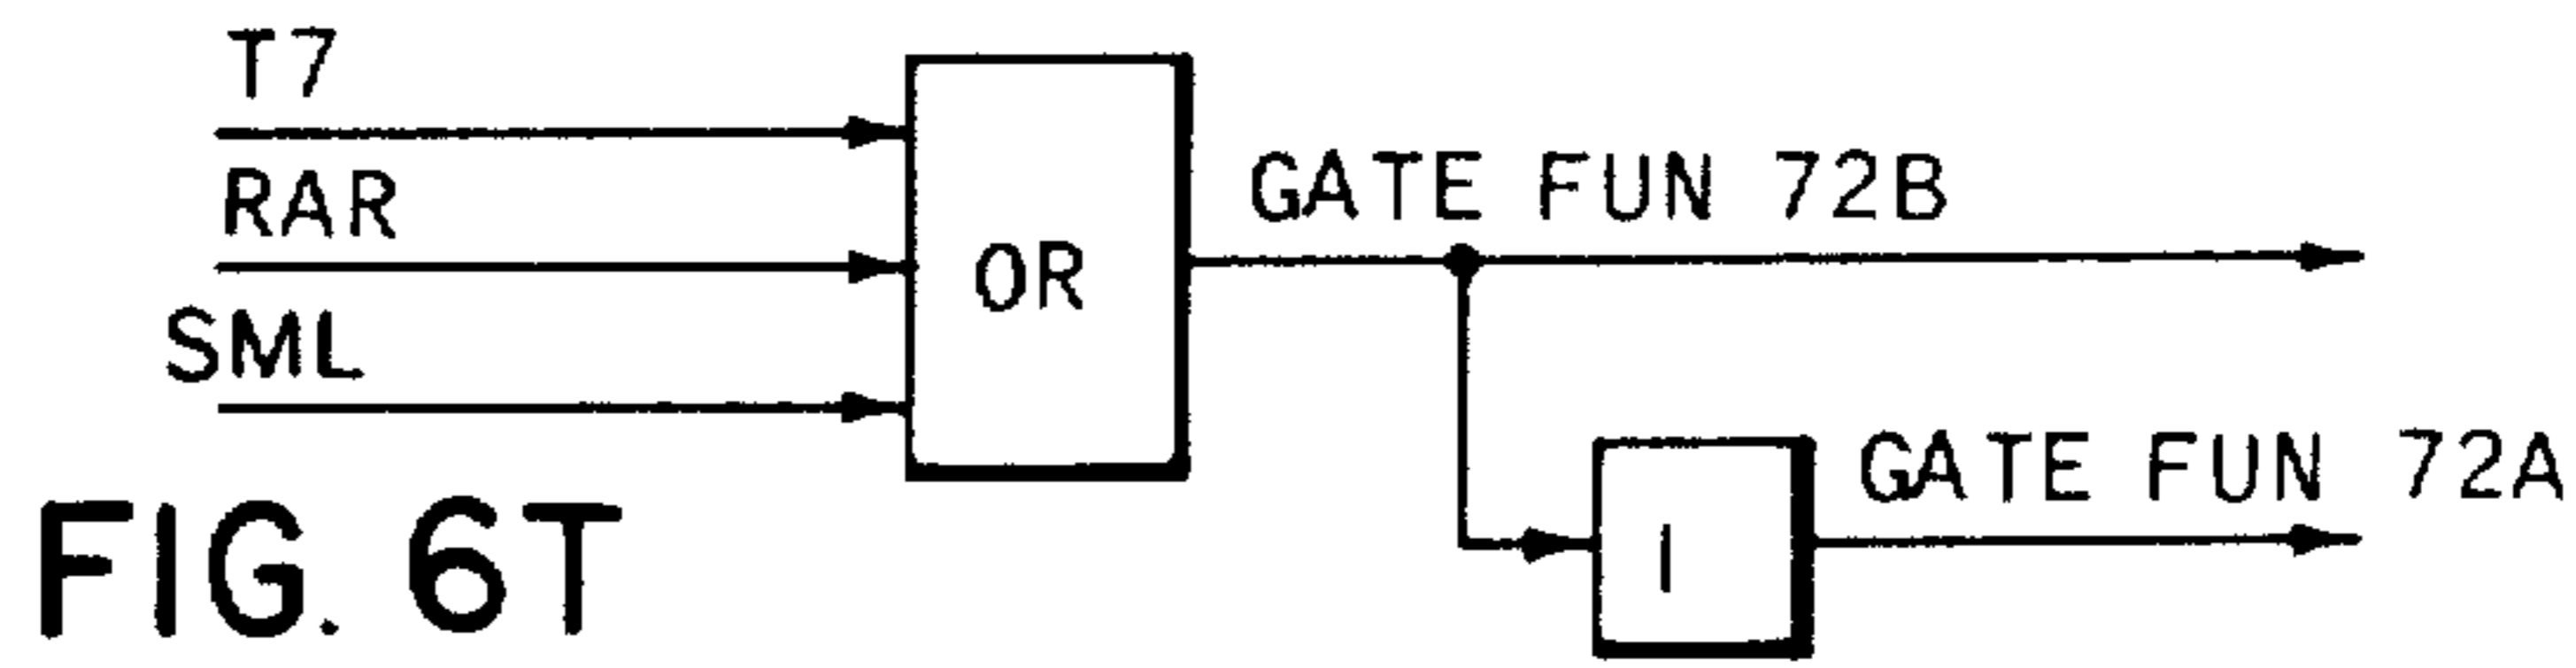 T7
RAR
SML
OR
GATE FUN 72B
I
GATE FUN 72A
FIG. 6T